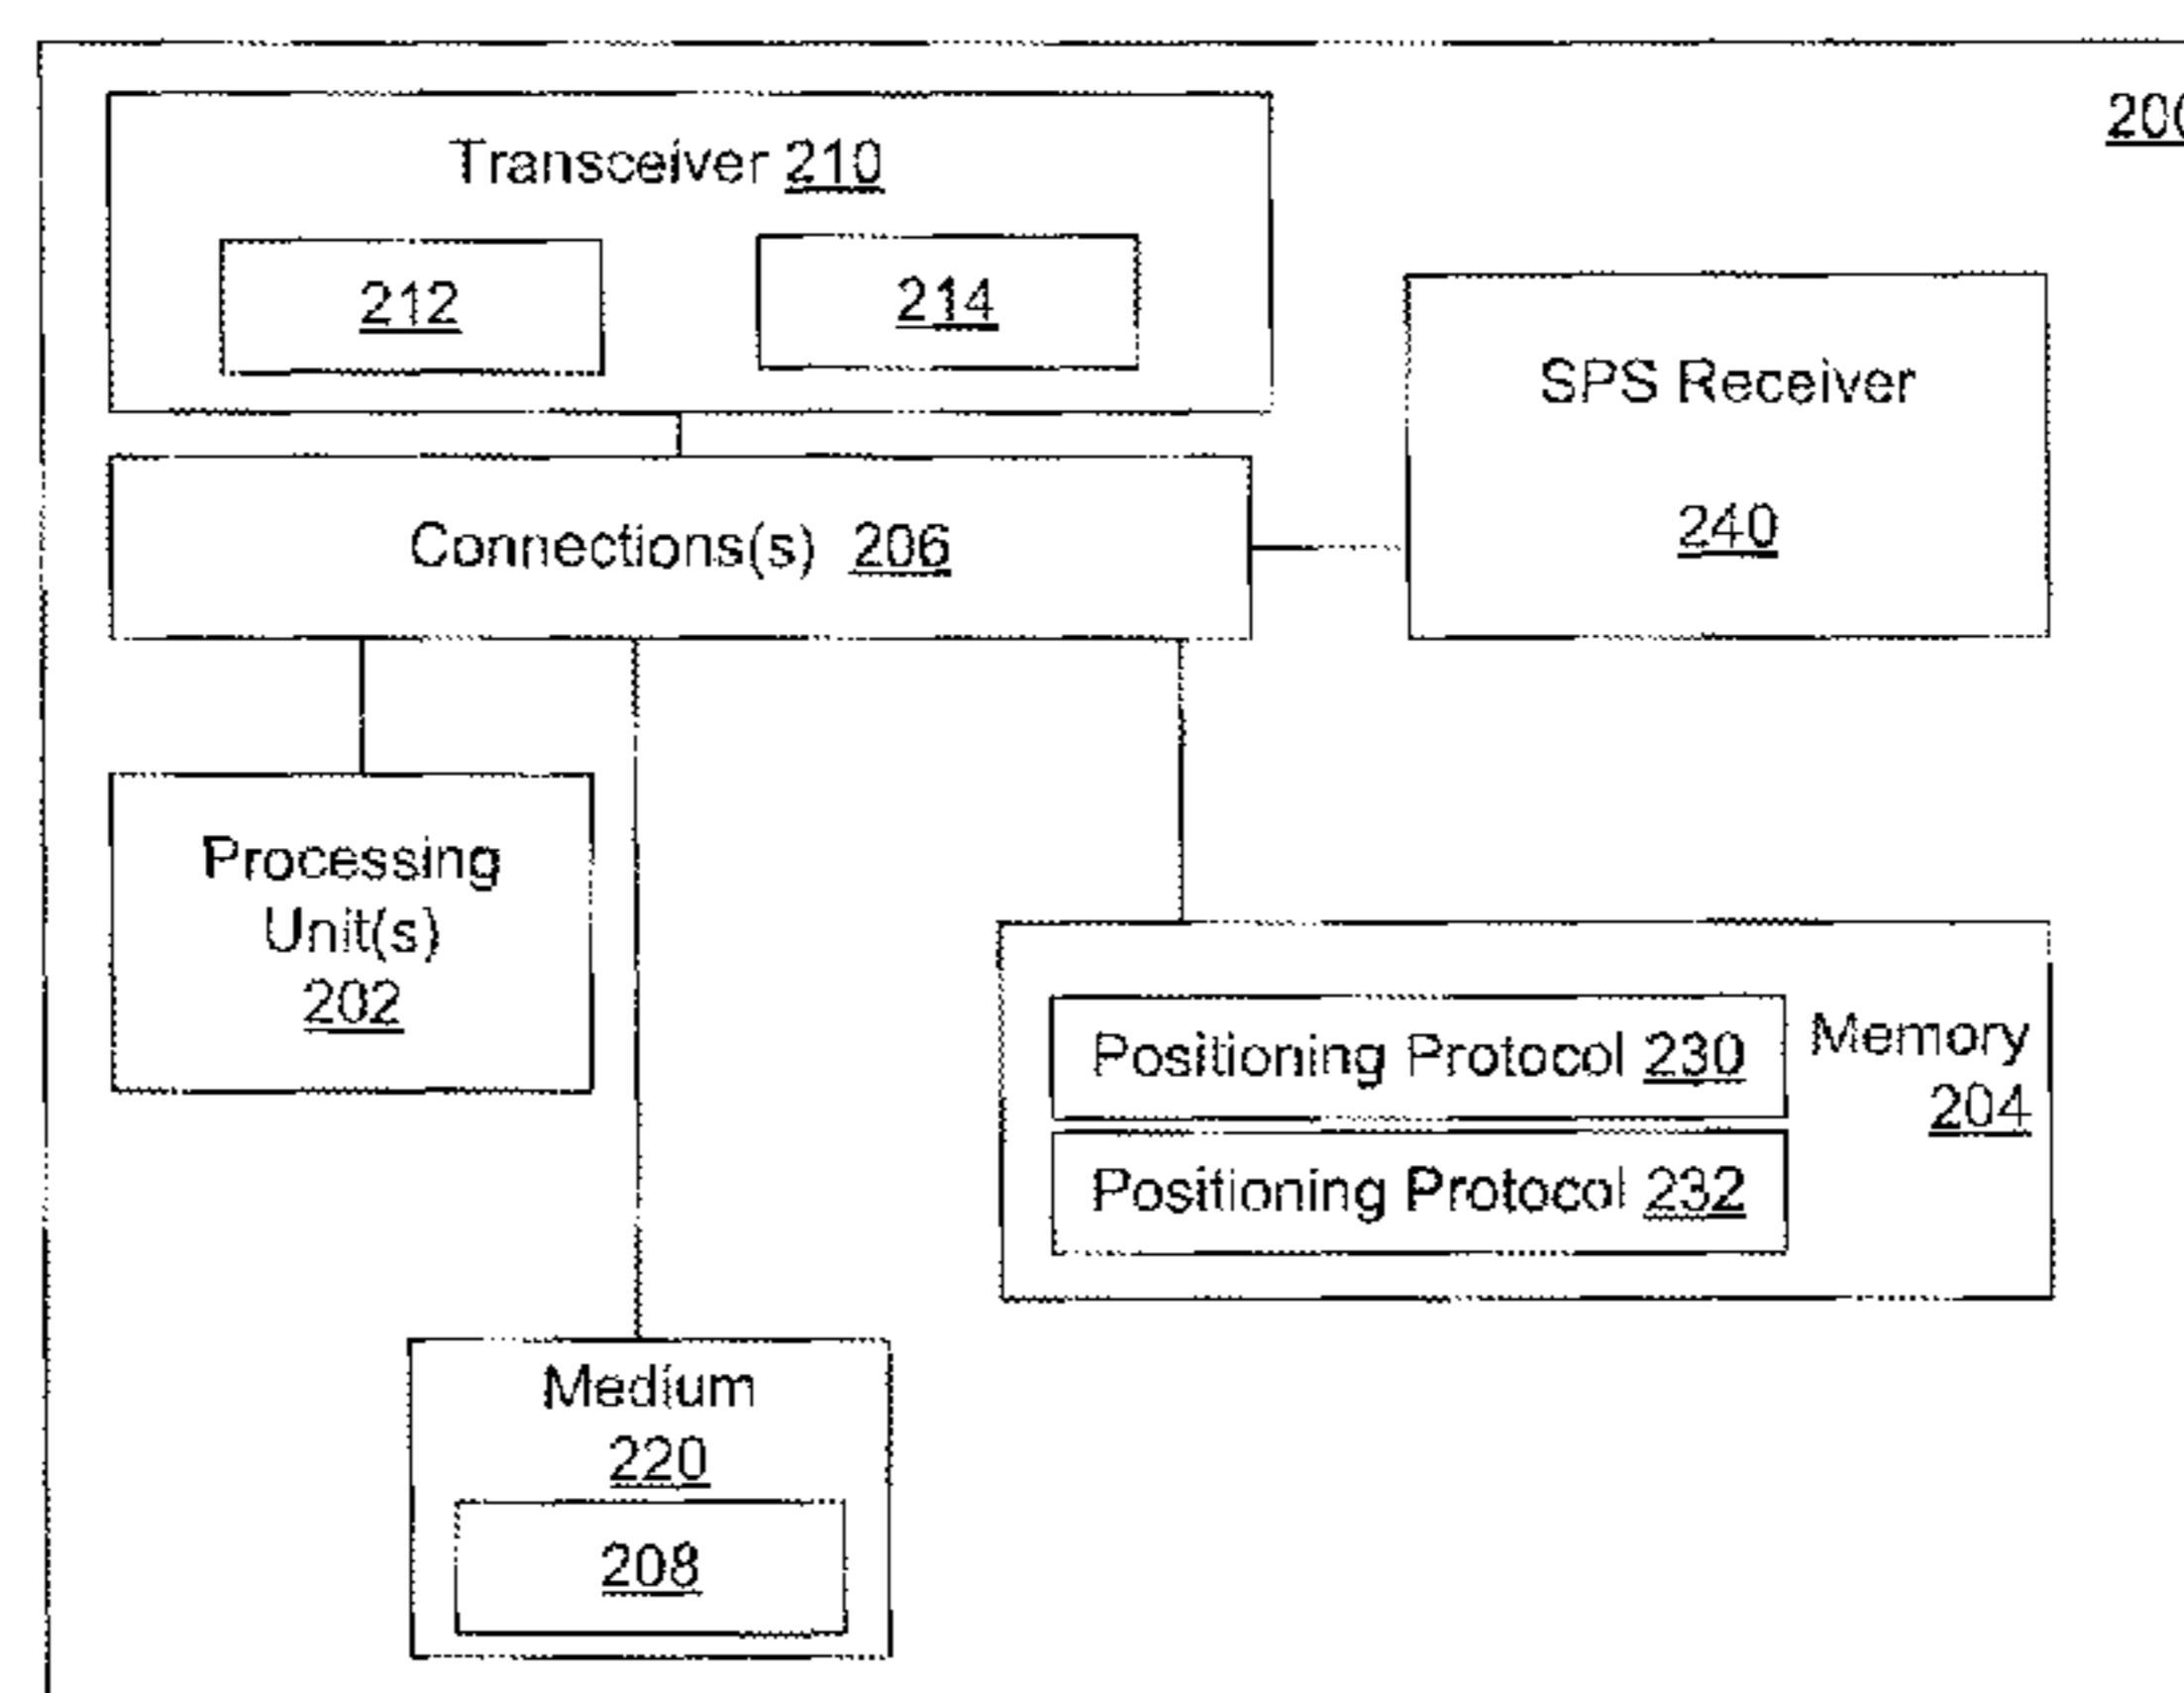 200
Transceiver 210
212
214
SPS Receiver
240
Connections(s) 206
Processing
Unit(s)
202
Positioning Protocol 230
Memory
204
Positioning Protocol 232
Medium
220
208